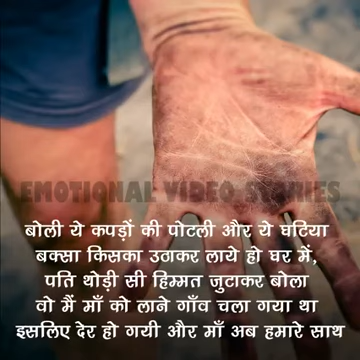 EMOTIONAL VIDEO STORIES
बोली ये कपड़ों की पोटली और ये घटिया
बक्सा किसका उठाकर लाये हो घर में,
पति थोड़ी सी हिम्मत जुटाकर बोला
वो मैं माँ को लाने गाँव चला गया था
इसलिए देर हो गयी और माँ अब हमारे साथ